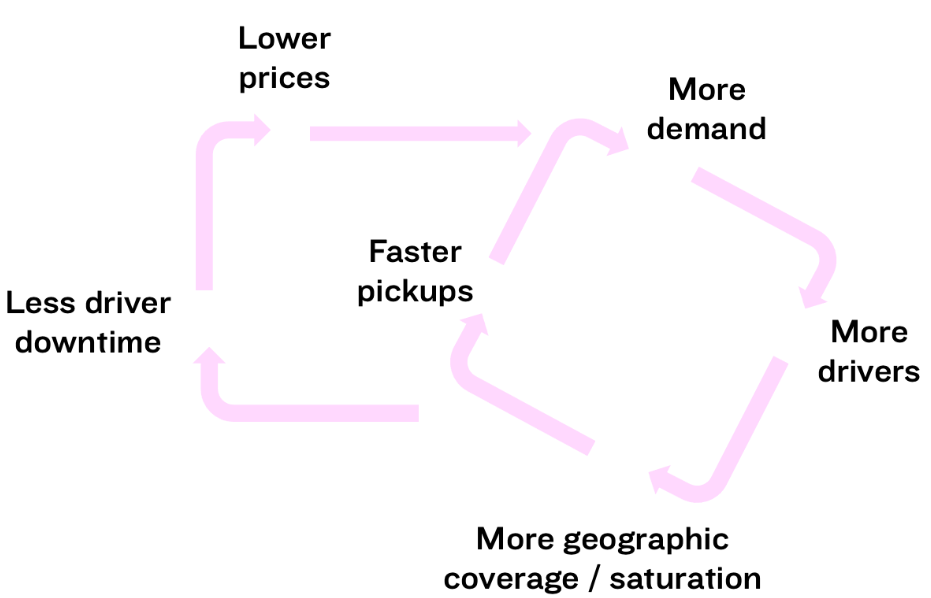 Lower
prices
More
demand
Faster
pickups
Less driver
downtime
More
drivers
More geographic
coverage / saturation